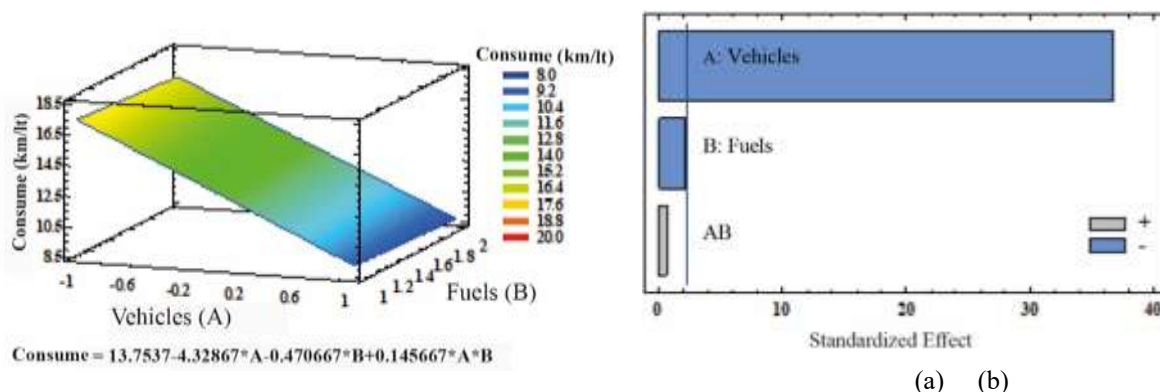 Consume (km/lt)
8.0
9.2
10.4
11.6
12.8
14.0
15.2
16.4
17.6
18.8
20.0
Consume (km/lt)
18.5
16.5
14.5
12.5
10.5
8.5
-1 -0.6 -0.2 0.2 0.6 1
Vehicles (A)
1 1.2 1.4 1.6 1.8 2
Fuels (B)
Consume = 13.7537-4.32867*A-0.470667*B+0.145667*A*B
A: Vehicles
B: Fuels
AB
+
-
0 10 20 30 40
Standardized Effect
(a) (b)